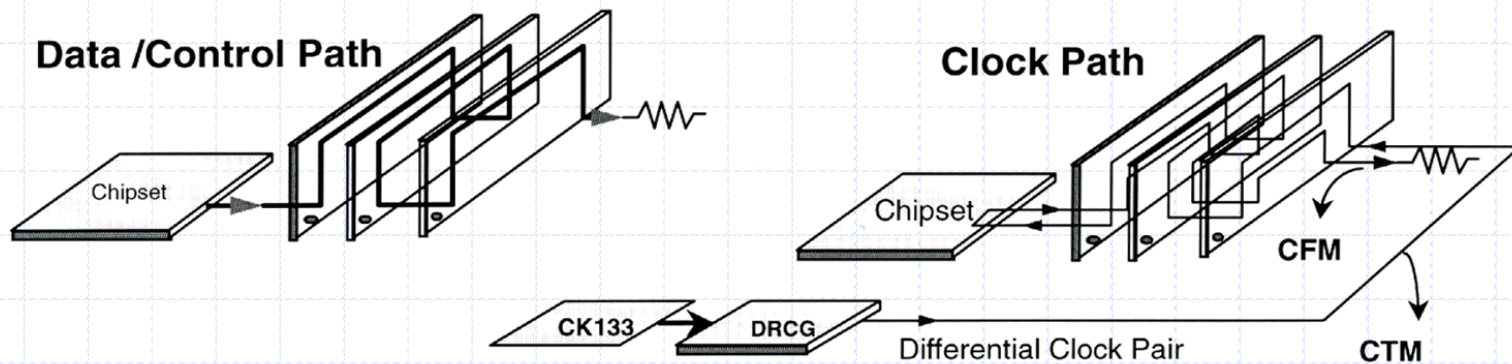 Data /Control Path
Chipset
Clock Path
Chipset
CFM
CK133
DRCG
Differential Clock Pair
CTM